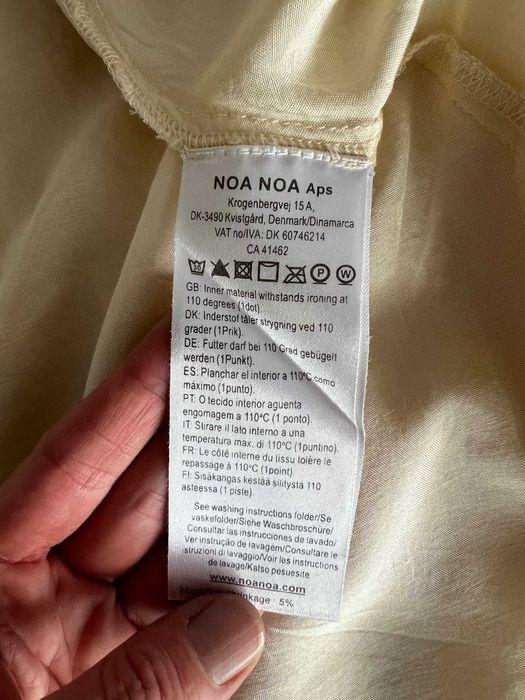 NOA NOA Aps
Krogenbergvej 15 A,
DK-3490 Kvistgård, Denmark/Dinamarca
VAT no/IVA: DK 60746214
CA 41462
P W
GB: Inner material withstands ironing at
110 degrees (1dot).
DK: Inderstof tåler strygning ved 110
grader (1Prik).
DE: Futter darf bei 110 Grad gebügelt
werden (1Punkt).
ES: Planchar el interior a 110ºC como
máximo (1punto).
PT: O tecido interior aguenta
engomagem a 110ºC (1 ponto).
IT: Stirare il lato interno a una
temperatura max. di 110ºC (1puntino).
FR: Le côté interne du tissu tolère le
repassage à 110ºC (1point).
FI: Sisäkangas kestää silitystä 110
asteessa (1 piste)
See washing instructions folder/Se
vaskefolder/Siehe Waschbroschüre/
Consultar las instrucciones de lavado/
Ver instrução de lavagem/Consultare le
struzioni di lavaggio/Voir les instructions
de lavage/Katso pesuesite
www.noanoa.com
shrinkage : 5%